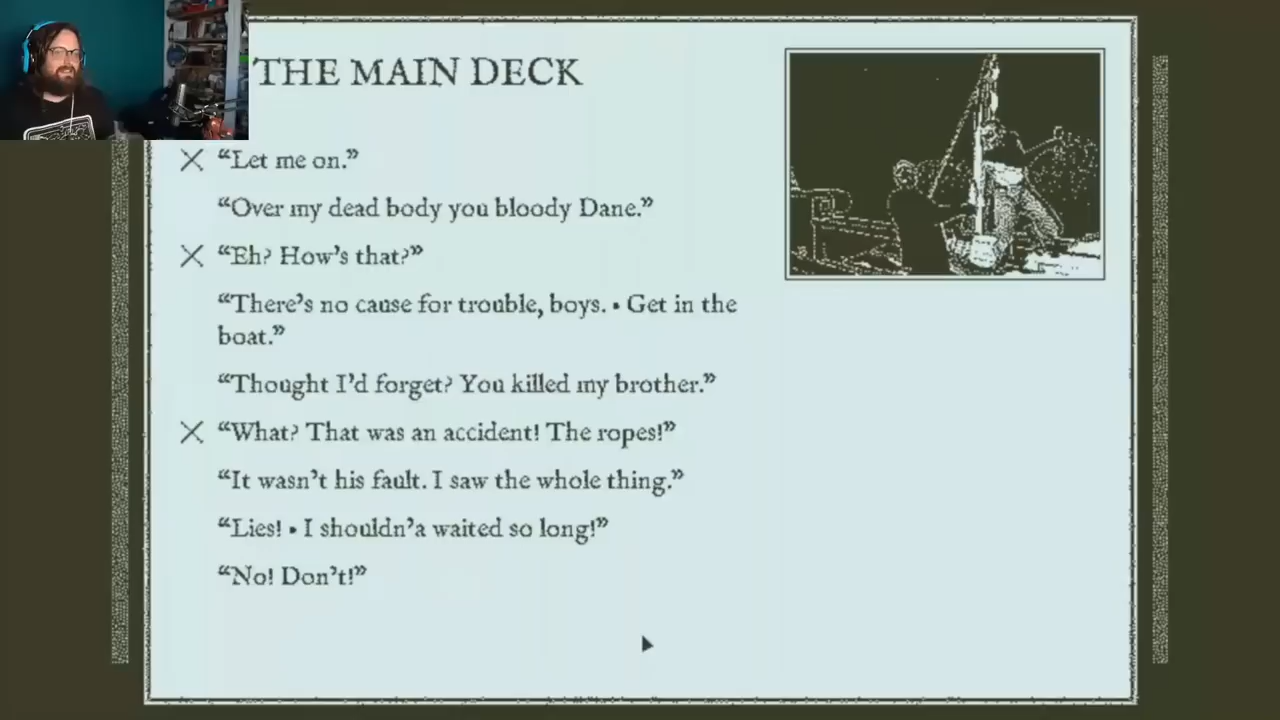 THE MAIN DECK
“Let me on.”
“Over my dead body you bloody Dane.”
“Eh? How’s that?”
“There’s no cause for trouble, boys. • Get in the
boat.”
“Thought I’d forget? You killed my brother.”
“What? That was an accident! The ropes!”
“It wasn’t his fault. I saw the whole thing.”
“Lies! • I shouldn’a waited so long!”
“No! Don’t!”